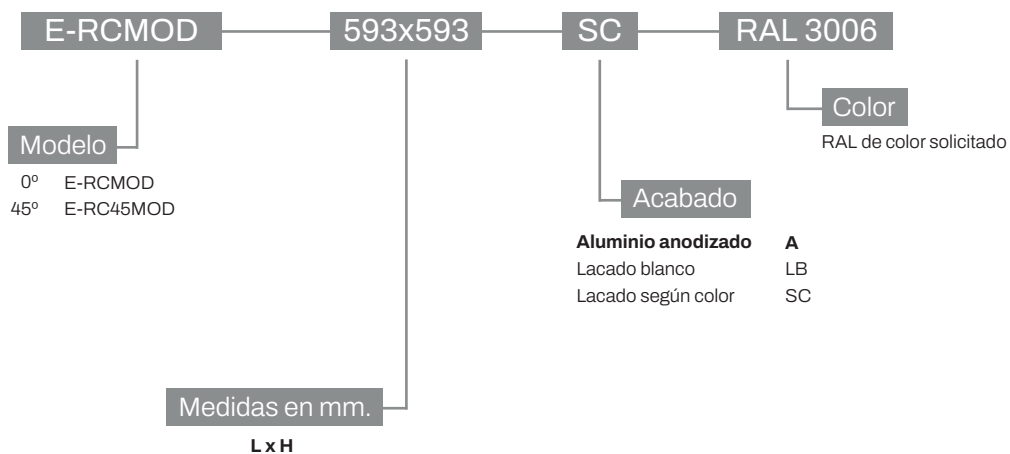 E-RCMOD 593x593 SC RAL 3006
Color
RAL de color solicitado
Modelo
0º E-RCMOD
45º E-RC45MOD
Acabado
Aluminio anodizado A
Lacado blanco LB
Lacado según color SC
Medidas en mm.
L x H